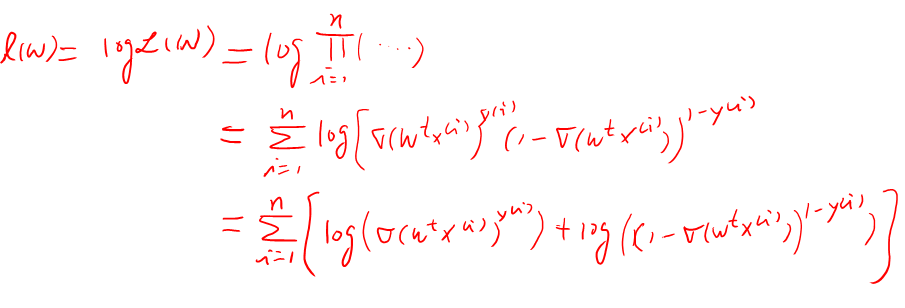 l(w) = log L(w) = log ∏_{i=1}^{n} (....)
= ∑_{i=1}^{n} log[σ(w^t x^{(i)})^{y^{(i)}} (1 - σ(w^t x^{(i)}))^{1-y^{(i)}}
= ∑_{i=1}^{n} [log(σ(w^t x^{(i)})^{y^{(i)}}) + log((1 - σ(w^t x^{(i)}))^{1-y^{(i)}})]